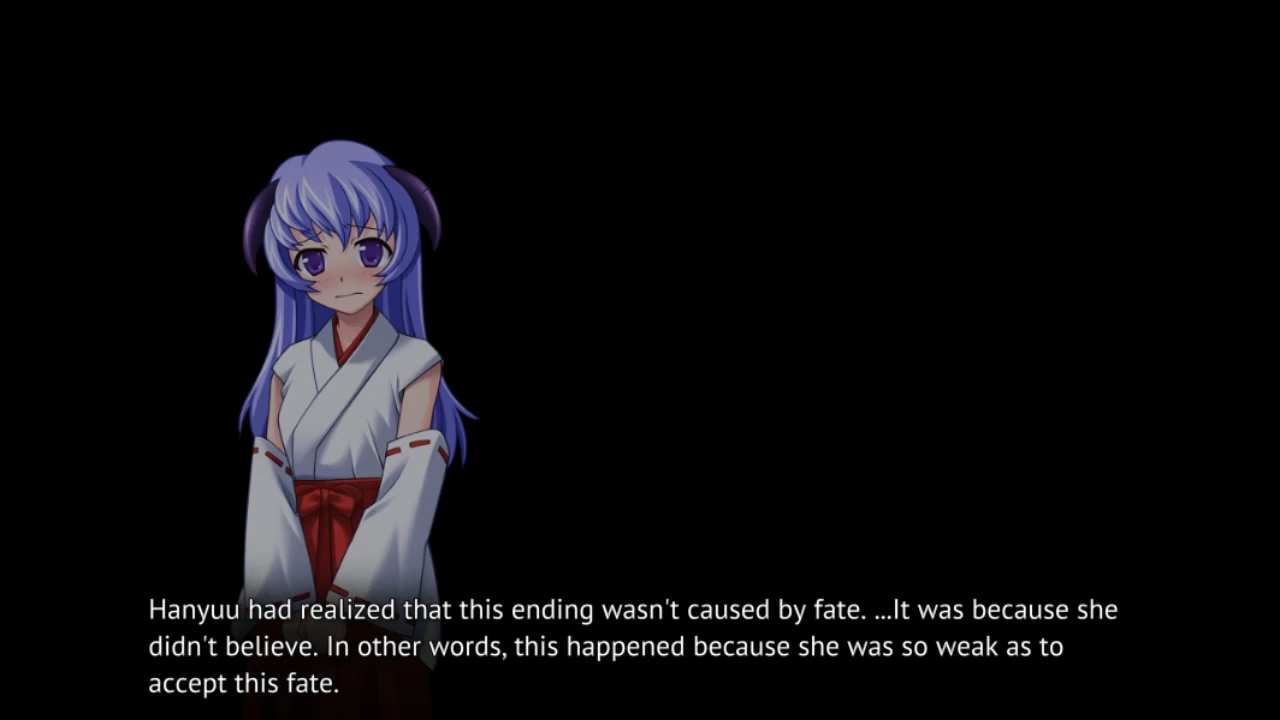 Hanyuu had realized that this ending wasn't caused by fate. ...It was because she
didn't believe. In other words, this happened because she was so weak as to
accept this fate.